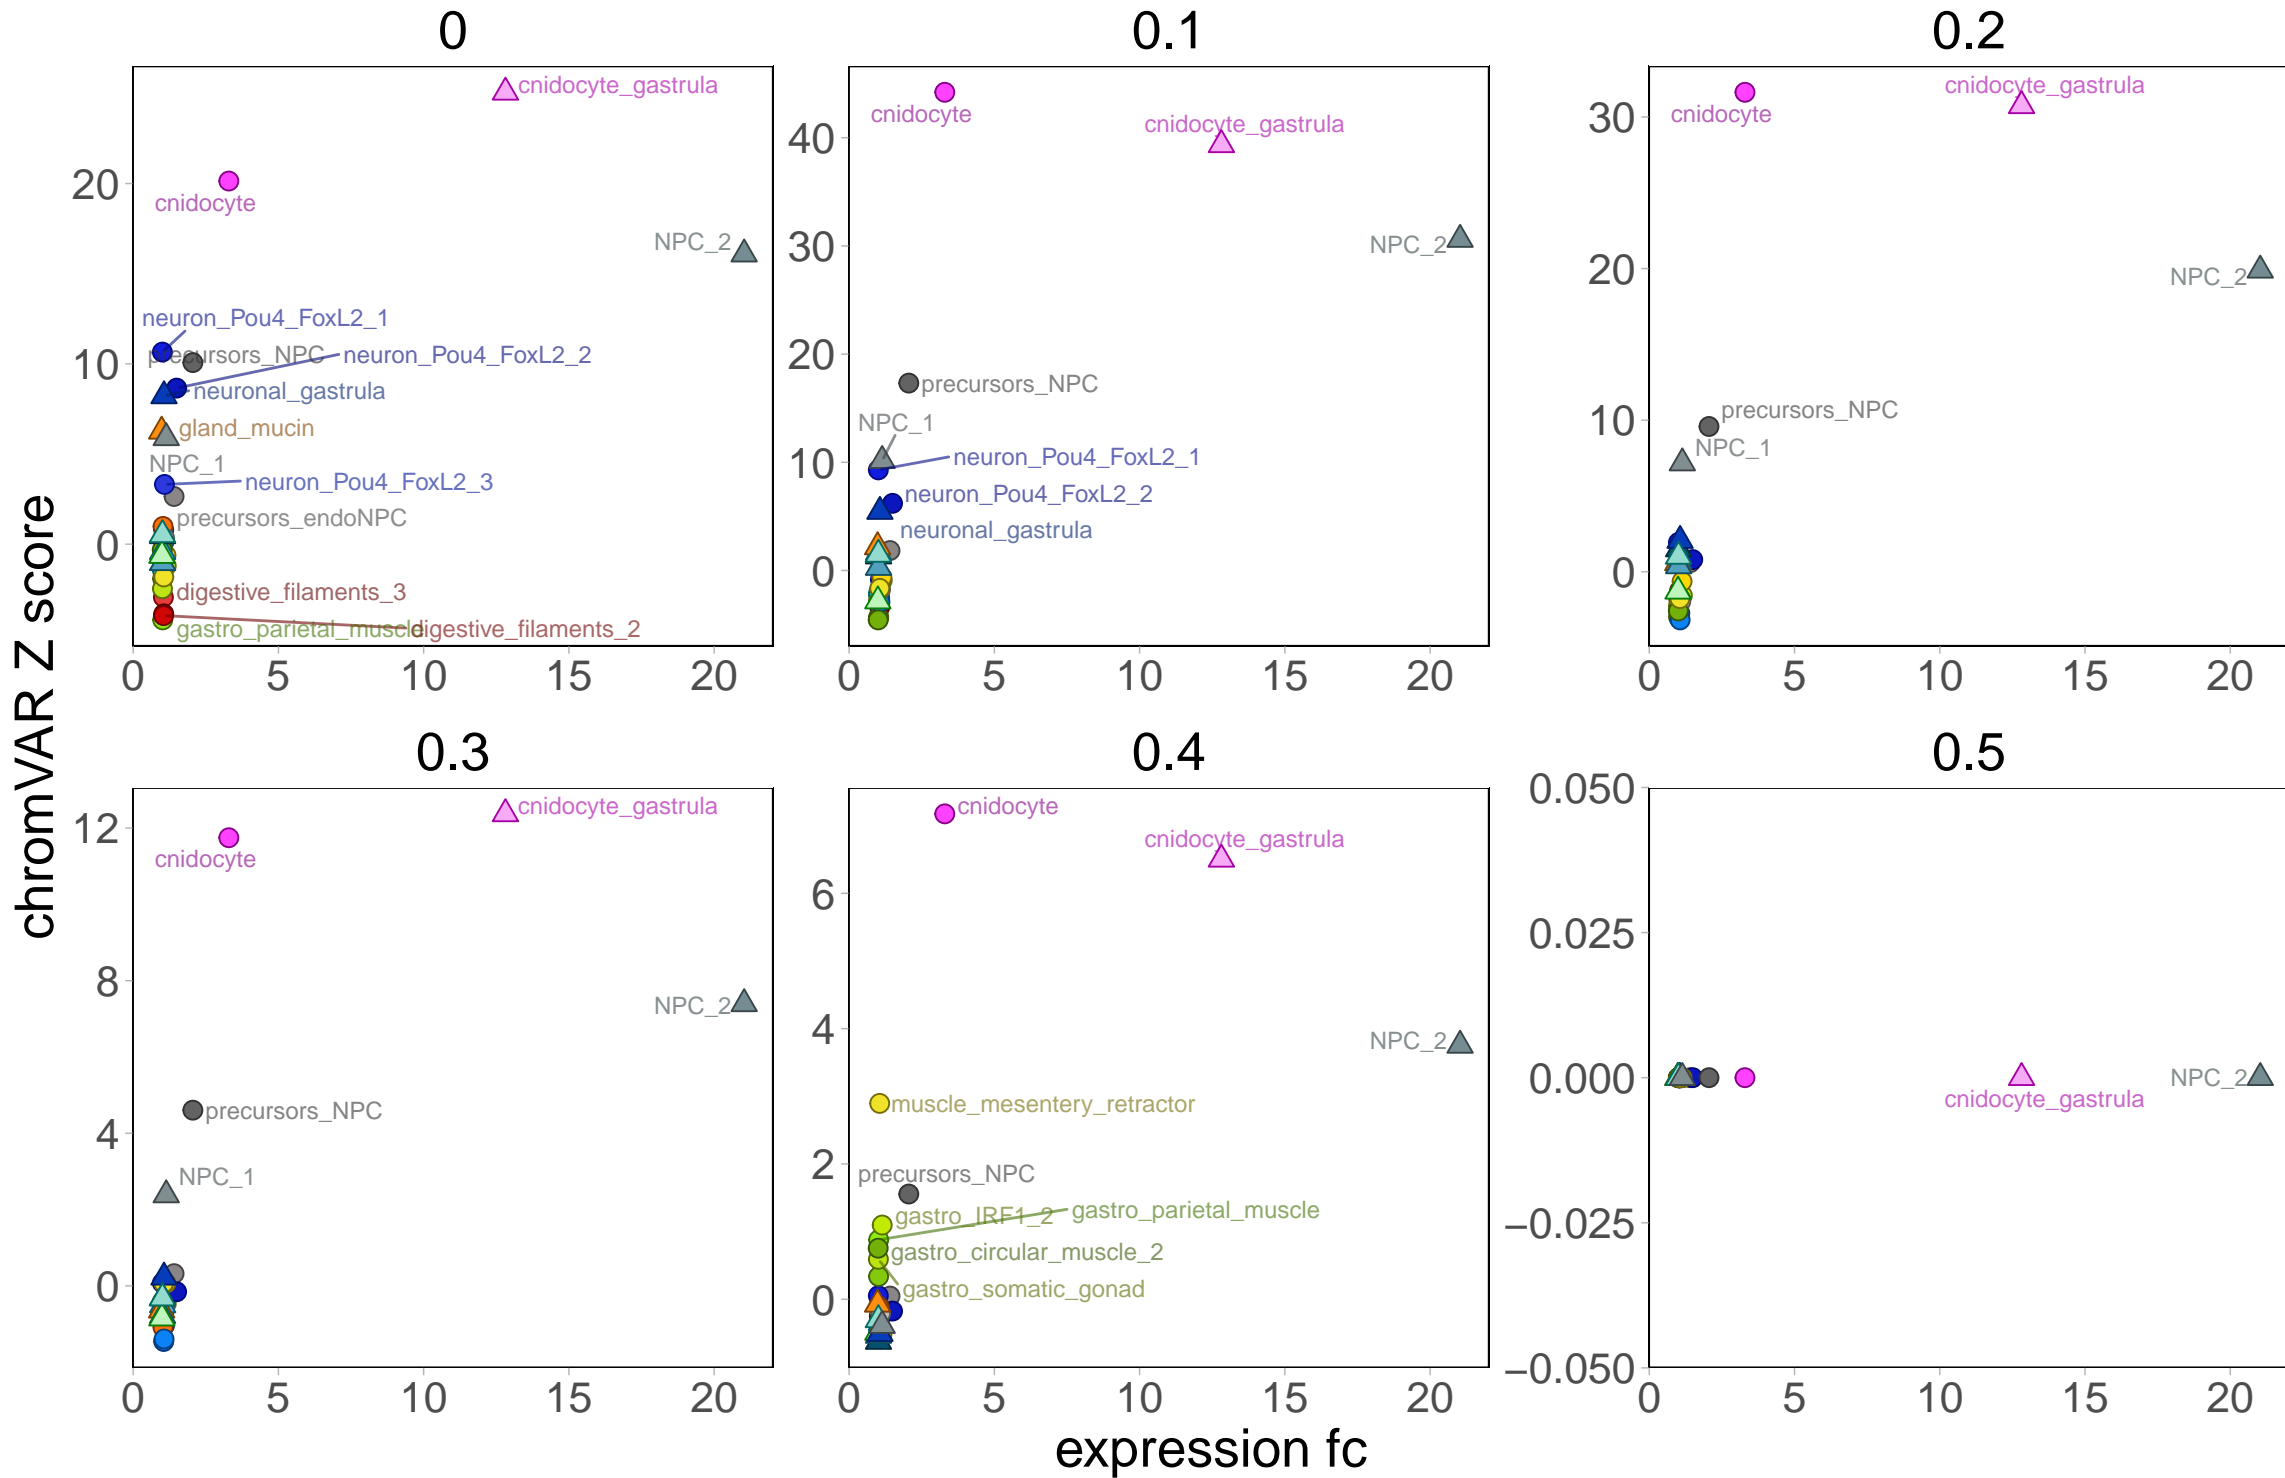 0
0.1
0.2
chromVAR Z score
20
10
0
cnidocyte_gastrula
cnidocyte
NPC_2
neuron_Pou4_FoxL2_1
precursors_NPC
neuron_Pou4_FoxL2_2
neuronal_gastrula
gland_mucin
NPC_1
neuron_Pou4_FoxL2_3
precursors_endoNPC
digestive_filaments_3
gastro_parietal_muscle
digestive_filaments_2
0 5 10 15 20
40
30
20
10
0
cnidocyte
cnidocyte_gastrula
NPC_2
precursors_NPC
NPC_1
neuron_Pou4_FoxL2_1
neuron_Pou4_FoxL2_2
neuronal_gastrula
0 5 10 15 20
30
20
10
0
cnidocyte_gastrula
cnidocyte
NPC_2
precursors_NPC
NPC_1
0 5 10 15 20
0.3
0.4
0.5
12
8
4
0
cnidocyte_gastrula
cnidocyte
NPC_2
precursors_NPC
NPC_1
0 5 10 15 20
6
4
2
0
cnidocyte
cnidocyte_gastrula
NPC_2
muscle_mesentery_retractor
precursors_NPC
gastro_IRF1_2
gastro_parietal_muscle
gastro_circular_muscle_2
gastro_somatic_gonad
0 5 10 15 20
0.050
0.025
0.000
−0.025
−0.050
NPC_2
cnidocyte_gastrula
0 5 10 15 20
expression fc